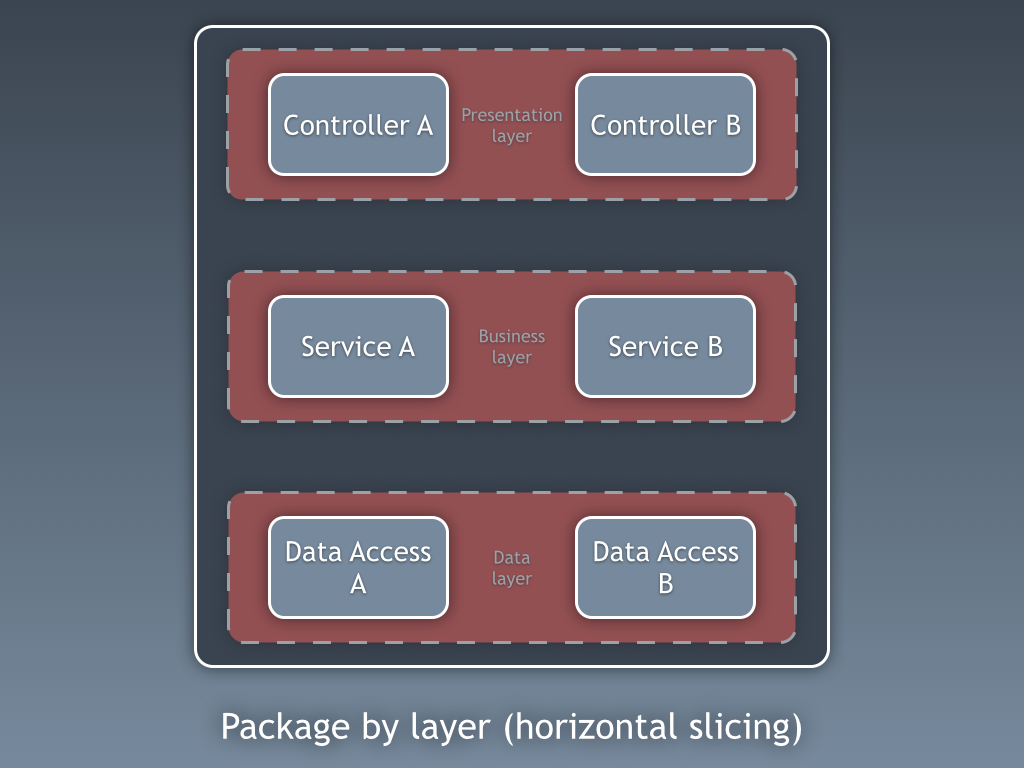 Controller A
Presentation
layer
Controller B
Service A
Business
layer
Service B
Data Access
A
Data
layer
Data Access
B
Package by layer (horizontal slicing)